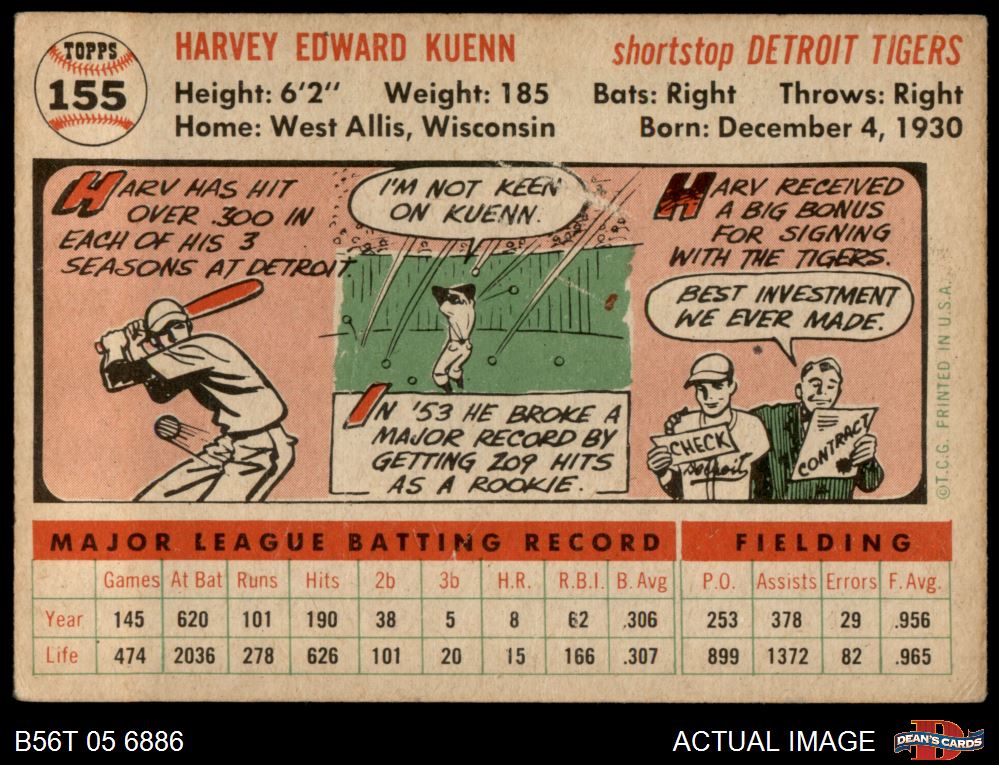 TOPPS
155
HARVEY EDWARD KUENN
shortstop DETROIT TIGERS
Height: 6'2" Weight: 185 Bats: Right Throws: Right
Home: West Allis, Wisconsin Born: December 4, 1930
HARV HAS HIT
OVER .300 IN
EACH OF HIS 3
SEASONS AT DETROIT.
I'M NOT KEEN
ON KUENN.
IN '53 HE BROKE A
MAJOR RECORD BY
GETTING 209 HITS
AS A ROOKIE.
HARV RECEIVED
A BIG BONUS
FOR SIGNING
WITH THE TIGERS.
BEST INVESTMENT
WE EVER MADE.
CHECK
Detroit
CONTRACT
©T.C.G. PRINTED IN U.S.A.
MAJOR LEAGUE BATTING RECORD FIELDING
Games At Bat Runs Hits 2b 3b H.R. R.B.I. B. Avg P.O. Assists Errors F. Avg.
Year 145 620 101 190 38 5 8 62 .306 253 378 29 .956
Life 474 2036 278 626 101 20 15 166 .307 899 1372 82 .965
B56T 05 6886
ACTUAL IMAGE
DEAN'S CARDS